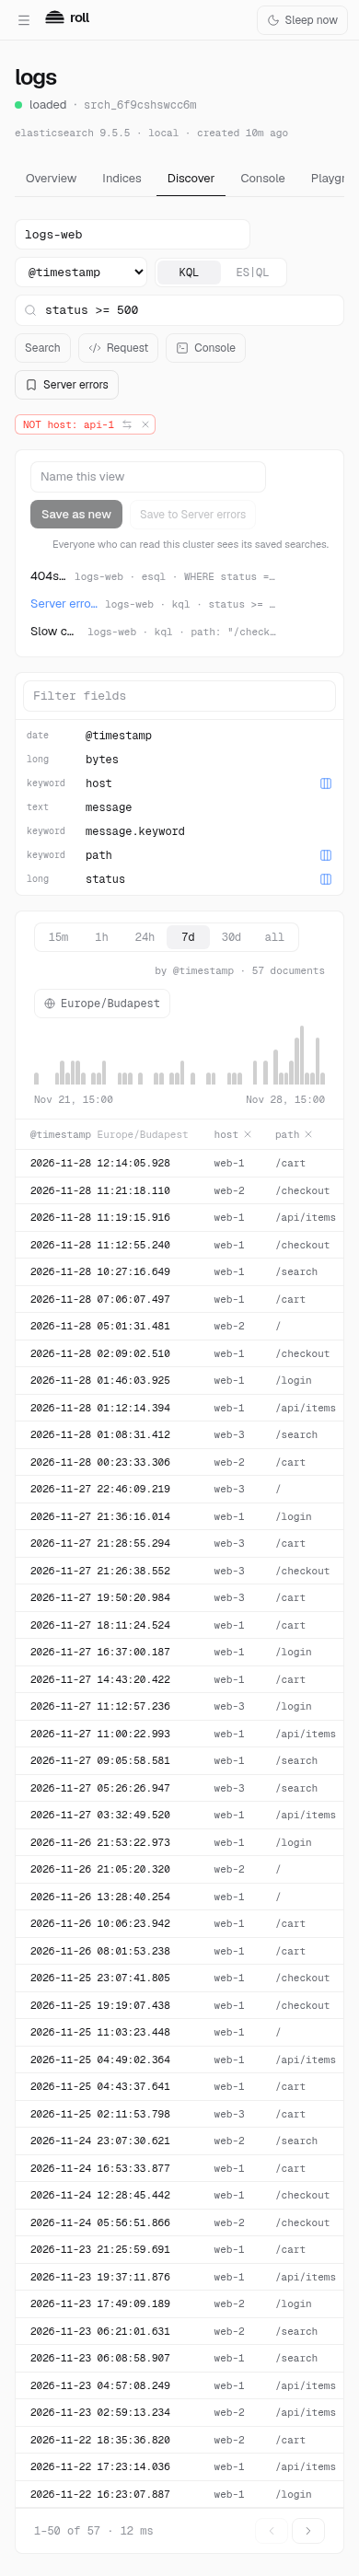 roll
Sleep now
logs
loaded · srch_6f9cshswcc6m
elasticsearch 9.5.5 · local · created 10m ago
Overview Indices Discover Console Playgr
logs-web
@timestamp KQL ES|QL
status >= 500
Search Request Console
Server errors
NOT host: api-1
Name this view
Save as new Save to Server errors
Everyone who can read this cluster sees its saved searches.
404s… logs-web · esql · WHERE status =…
Server erro… logs-web · kql · status >= …
Slow c… logs-web · kql · path: "/check…
Filter fields
date @timestamp
long bytes
keyword host
text message
keyword message.keyword
keyword path
long status
15m 1h 24h 7d 30d all
by @timestamp · 57 documents
Europe/Budapest
Nov 21, 15:00 Nov 28, 15:00
@timestamp Europe/Budapest host path
2026-11-28 12:14:05.928 web-1 /cart
2026-11-28 11:21:18.110 web-2 /checkout
2026-11-28 11:19:15.916 web-1 /api/items
2026-11-28 11:12:55.240 web-1 /checkout
2026-11-28 10:27:16.649 web-1 /search
2026-11-28 07:06:07.497 web-1 /cart
2026-11-28 05:01:31.481 web-2 /
2026-11-28 02:09:02.510 web-1 /checkout
2026-11-28 01:46:03.925 web-1 /login
2026-11-28 01:12:14.394 web-1 /api/items
2026-11-28 01:08:31.412 web-3 /search
2026-11-28 00:23:33.306 web-2 /cart
2026-11-27 22:46:09.219 web-3 /
2026-11-27 21:36:16.014 web-1 /login
2026-11-27 21:28:55.294 web-3 /cart
2026-11-27 21:26:38.552 web-3 /checkout
2026-11-27 19:50:20.984 web-3 /cart
2026-11-27 18:11:24.524 web-1 /cart
2026-11-27 16:37:00.187 web-1 /login
2026-11-27 14:43:20.422 web-1 /cart
2026-11-27 11:12:57.236 web-3 /login
2026-11-27 11:00:22.993 web-1 /api/items
2026-11-27 09:05:58.581 web-1 /search
2026-11-27 05:26:26.947 web-3 /search
2026-11-27 03:32:49.520 web-1 /api/items
2026-11-26 21:53:22.973 web-1 /login
2026-11-26 21:05:20.320 web-2 /
2026-11-26 13:28:40.254 web-1 /
2026-11-26 10:06:23.942 web-1 /cart
2026-11-26 08:01:53.238 web-1 /cart
2026-11-25 23:07:41.805 web-1 /checkout
2026-11-25 19:19:07.438 web-1 /checkout
2026-11-25 11:03:23.448 web-1 /
2026-11-25 04:49:02.364 web-1 /api/items
2026-11-25 04:43:37.641 web-1 /cart
2026-11-25 02:11:53.798 web-3 /cart
2026-11-24 23:07:30.621 web-2 /search
2026-11-24 16:53:33.877 web-1 /cart
2026-11-24 12:28:45.442 web-1 /checkout
2026-11-24 05:56:51.866 web-2 /checkout
2026-11-23 21:25:59.691 web-1 /cart
2026-11-23 19:37:11.876 web-1 /api/items
2026-11-23 17:49:09.189 web-2 /login
2026-11-23 06:21:01.631 web-2 /search
2026-11-23 06:08:58.907 web-1 /search
2026-11-23 04:57:08.249 web-1 /api/items
2026-11-23 02:59:13.234 web-2 /api/items
2026-11-22 18:35:36.820 web-2 /cart
2026-11-22 17:23:14.036 web-1 /api/items
2026-11-22 16:23:07.887 web-1 /login
1-50 of 57 · 12 ms